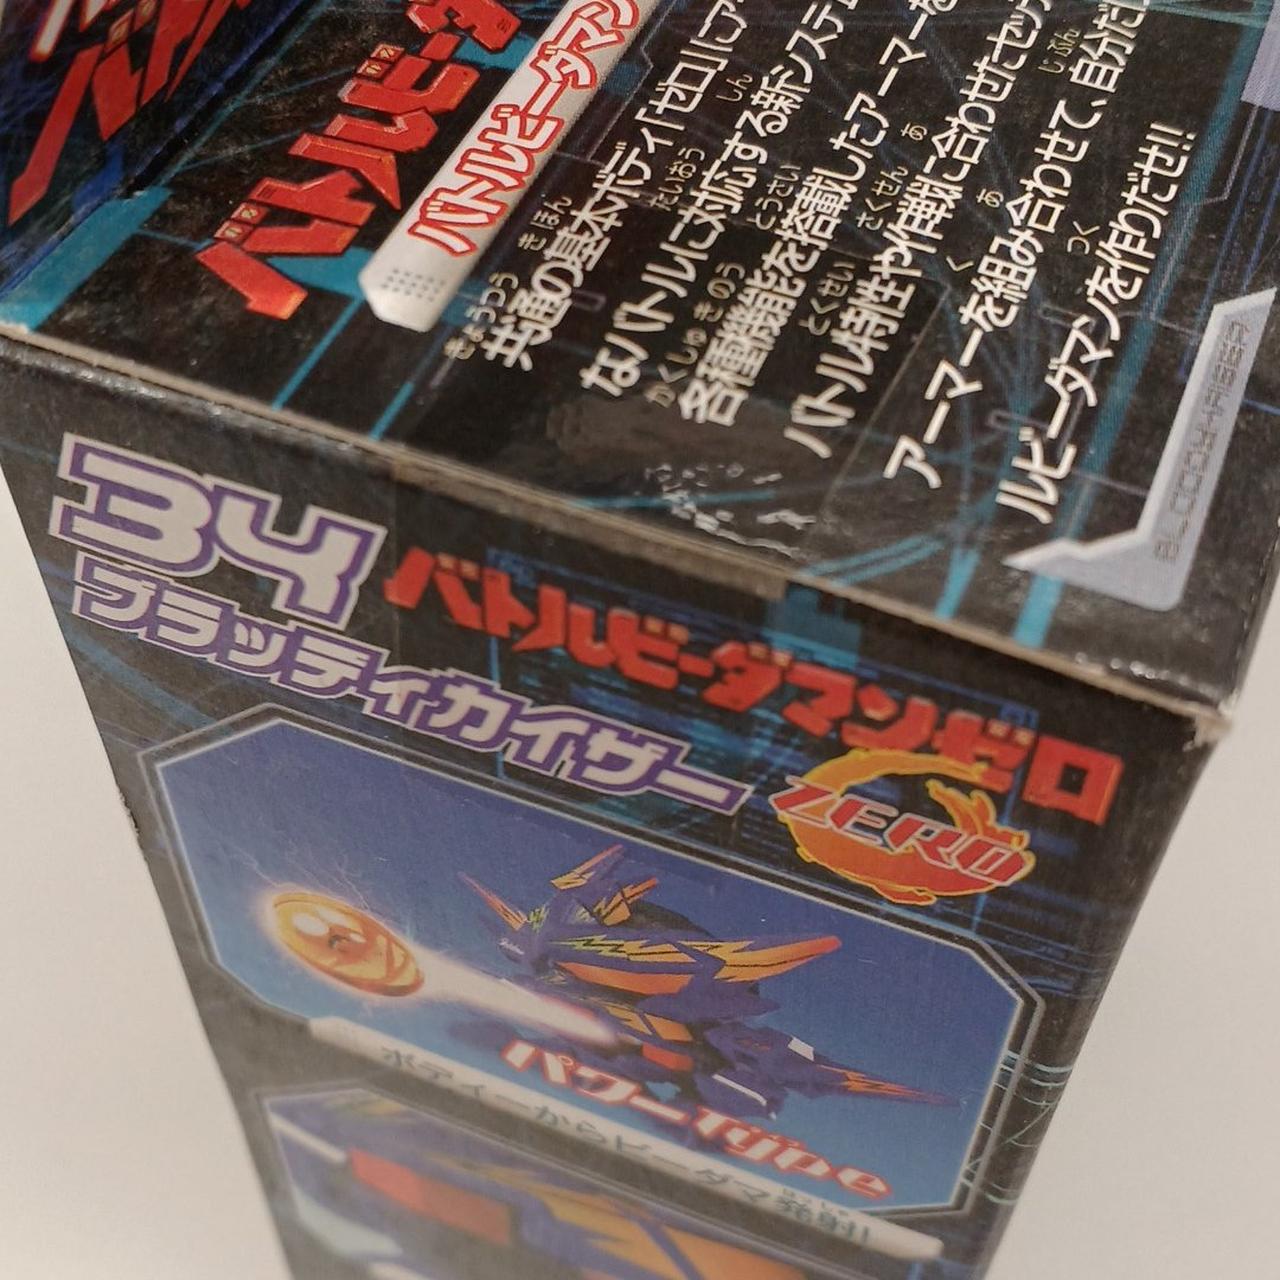 バトルビーダ
バトルビーダマン
共通の基本ボディ「ゼロ」にア
なバトルに対応する新システ
各種機能を搭載したアーマーを
バトル特性や作戦に合わせたセッ
アーマーを組み合わせて、自分だ
ルビーダマンを作りだせ!!
34
ブラッディカイザー
バトルビーダマンゼロ
ZERO
パワーType
ボディーからビーダマ発射!